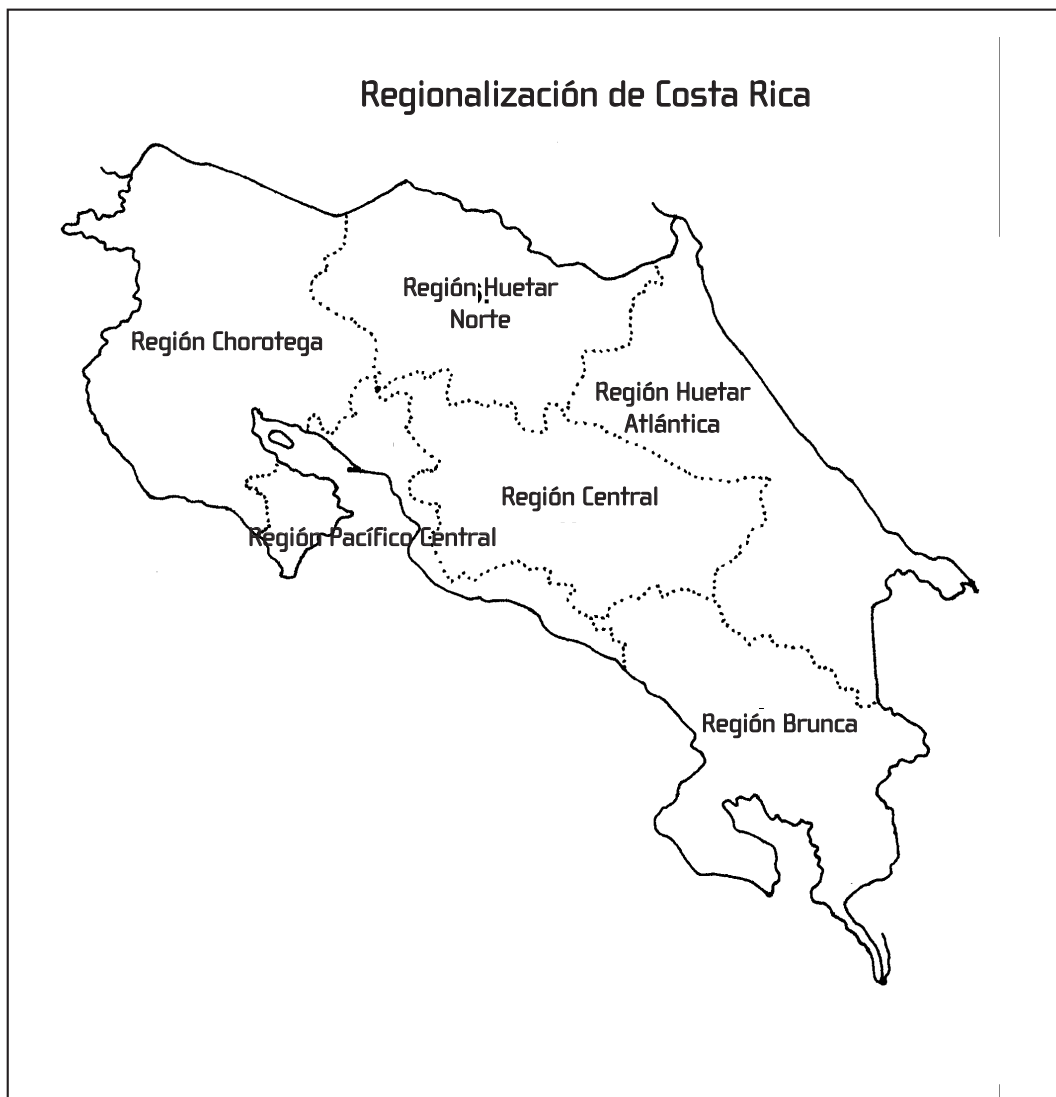 Regionalización de Costa Rica
Región Huetar
Norte
Región Chorotega
Región Huetar
Atlántica
Región Central
Región Pacífico Central
Región Brunca